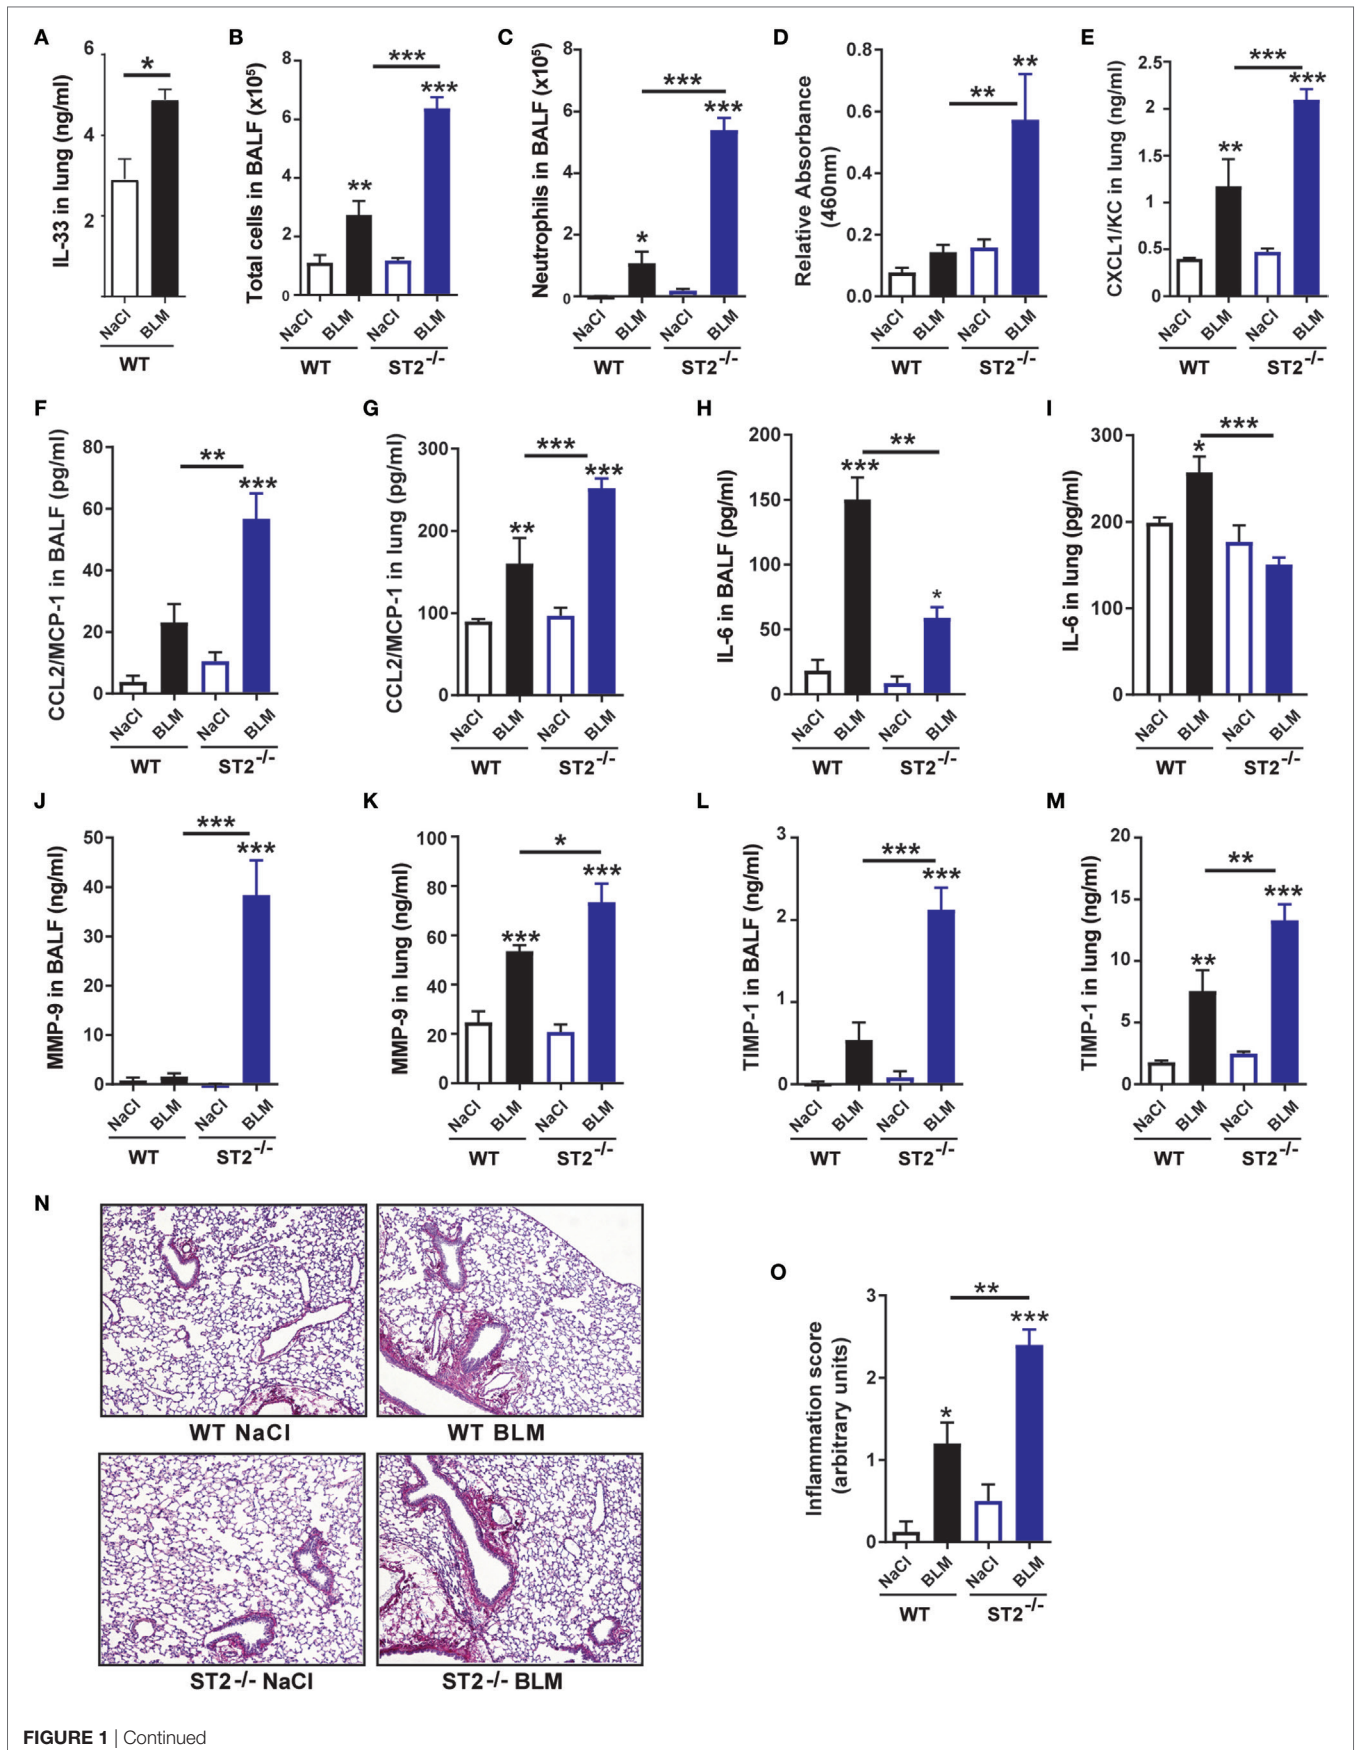 A
IL-33 in lung (ng/ml)
6
4
2
*
NaCl BLM
WT
B
Total cells in BALF (x10⁵)
8
6
4
2
0
***
**
***
NaCl BLM NaCl BLM
WT ST2-/-
C
Neutrophils in BALF (x10⁵)
8
6
4
2
0
***
*
***
NaCl BLM NaCl BLM
WT ST2-/-
D
Relative Absorbance
(460nm)
0.8
0.6
0.4
0.2
0.0
**
**
NaCl BLM NaCl BLM
WT ST2-/-
E
CXCL1/KC in lung (ng/ml)
2.5
2
1.5
1
0.5
0
***
**
***
NaCl BLM NaCl BLM
WT ST2-/-
F
CCL2/MCP-1 in BALF (pg/ml)
80
60
40
20
0
**
***
NaCl BLM NaCl BLM
WT ST2-/-
G
CCL2/MCP-1 in lung (pg/ml)
300
200
100
0
***
**
***
NaCl BLM NaCl BLM
WT ST2-/-
H
IL-6 in BALF (pg/ml)
200
150
100
50
0
**
***
*
NaCl BLM NaCl BLM
WT ST2-/-
I
IL-6 in lung (pg/ml)
300
200
100
0
***
*
NaCl BLM NaCl BLM
WT ST2-/-
J
MMP-9 in BALF (ng/ml)
50
40
30
20
10
0
***
***
NaCl BLM NaCl BLM
WT ST2-/-
K
MMP-9 in lung (ng/ml)
100
80
60
40
20
0
*
***
***
NaCl BLM NaCl BLM
WT ST2-/-
L
TIMP-1 in BALF (ng/ml)
3
2
1
0
***
***
NaCl BLM NaCl BLM
WT ST2-/-
M
TIMP-1 in lung (ng/ml)
20
15
10
5
0
**
**
***
NaCl BLM NaCl BLM
WT ST2-/-
N
WT NaCl WT BLM
ST2-/- NaCl ST2-/- BLM
O
Inflammation score
(arbitrary units)
3
2
1
0
**
*
***
NaCl BLM NaCl BLM
WT ST2-/-
FIGURE 1 | Continued